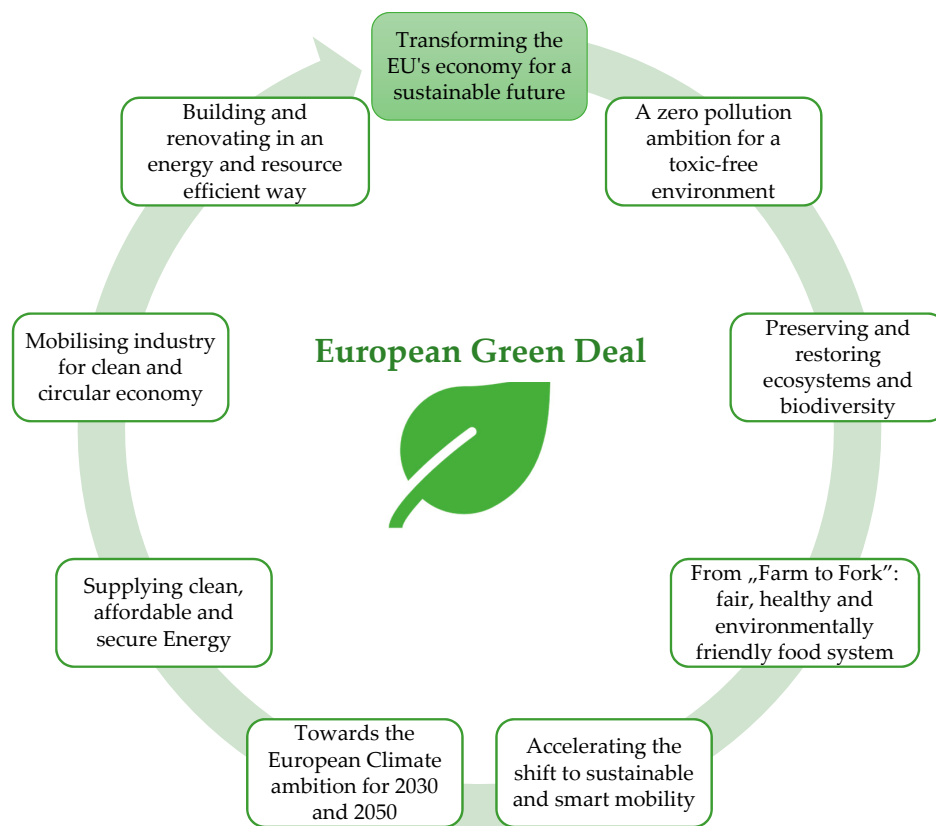 Transforming the
EU's economy for a
sustainable future
A zero pollution
ambition for a
toxic-free
environment
Preserving and
restoring
ecosystems and
biodiversity
From „Farm to Fork”:
fair, healthy and
environmentally
friendly food system
Accelerating the
shift to sustainable
and smart mobility
Towards the
European Climate
ambition for 2030
and 2050
Supplying clean,
affordable and
secure Energy
Mobilising industry
for clean and
circular economy
Building and
renovating in an
energy and resource
efficient way
European Green Deal